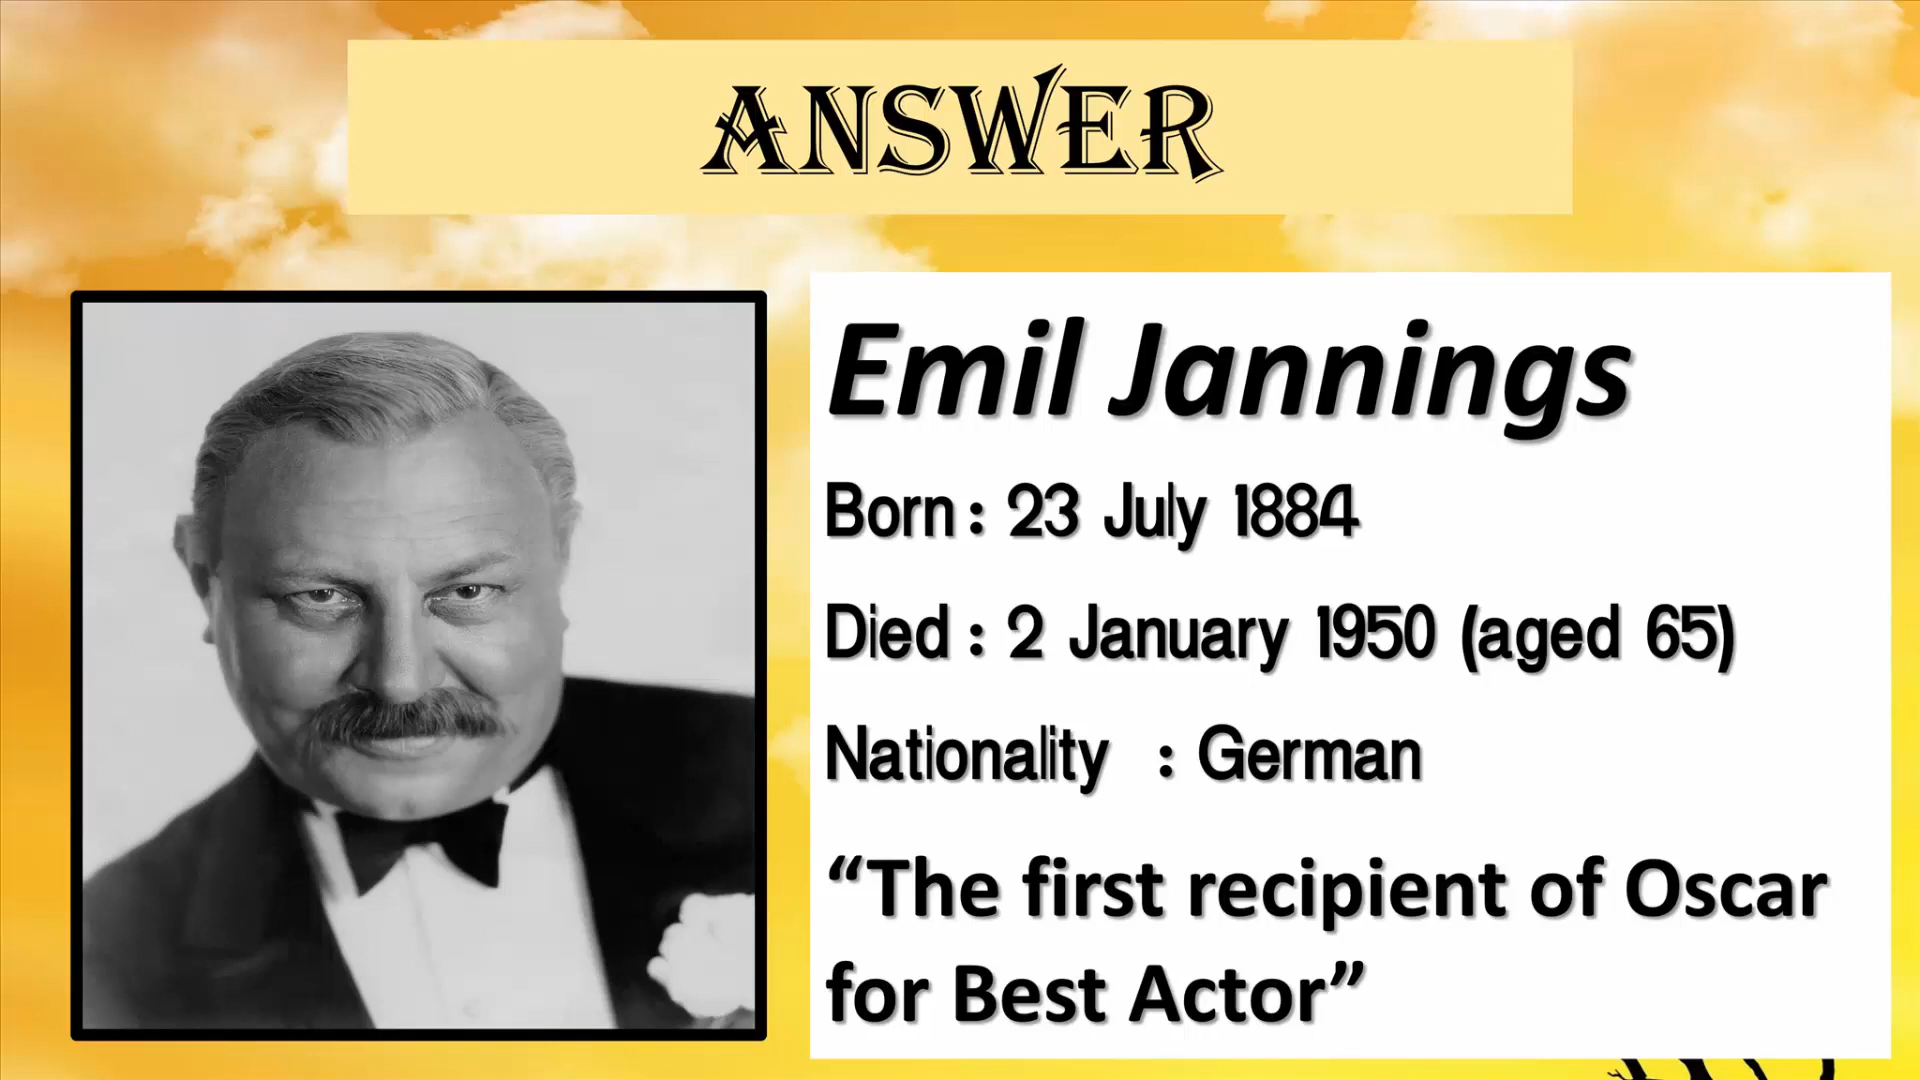 ANSWER
Emil Jannings
Born : 23 July 1884
Died : 2 January 1950 (aged 65)
Nationality : German
“The first recipient of Oscar
for Best Actor”